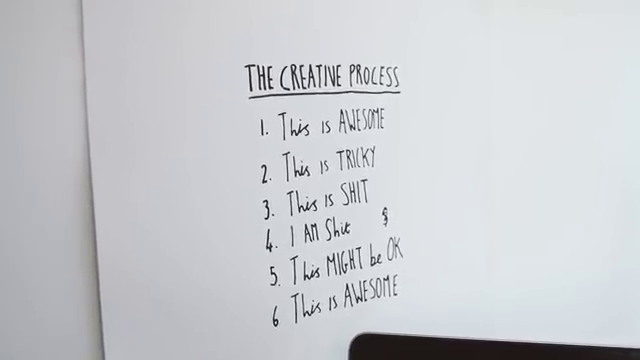 THE CREATIVE PROCESS
1. This is AWESOME
2. This is TRICKY
3. This is SHIT
4. I AM Shit
5. This MIGHT be OK
6 This is AWESOME